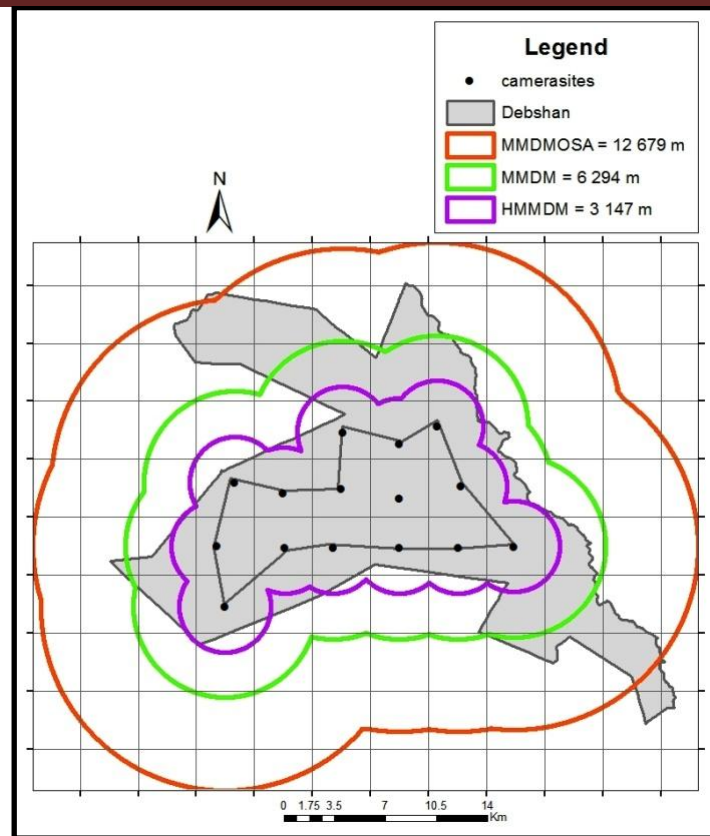 Legend
camerasites
Debshan
MMDMOSA = 12 679 m
MMDM = 6 294 m
HMMDM = 3 147 m
N
0 1.75 3.5 7 10.5 14
Km